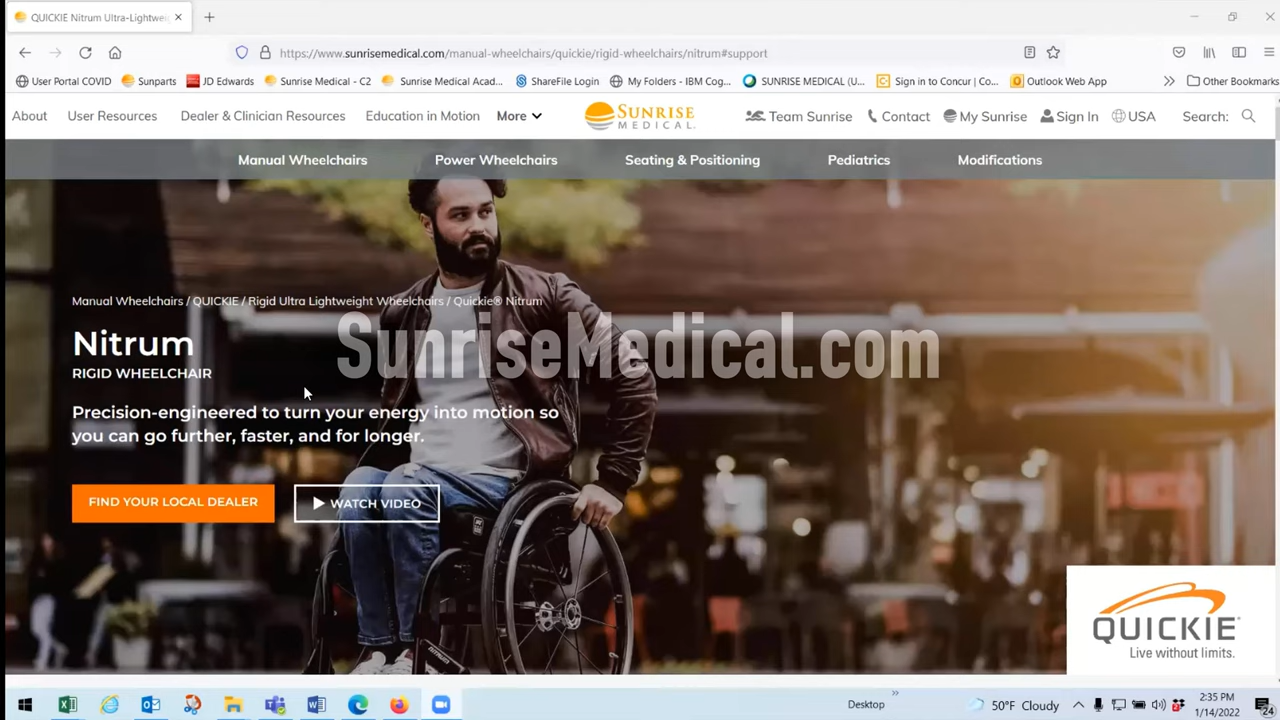 QUICKIE Nitrum Ultra-Lightwei
https://www.sunrisemedical.com/manual-wheelchairs/quickie/rigid-wheelchairs/nitrum#support
User Portal COVID Sunparts JD Edwards Sunrise Medical - C2 Sunrise Medical Acad... ShareFile Login My Folders - IBM Cog... SUNRISE MEDICAL (U... Sign in to Concur | Co... Outlook Web App Other Bookmarks
About User Resources Dealer & Clinician Resources Education in Motion More SUNRISE MEDICAL. Team Sunrise Contact My Sunrise Sign In USA Search:
Manual Wheelchairs Power Wheelchairs Seating & Positioning Pediatrics Modifications
Manual Wheelchairs / QUICKIE / Rigid Ultra Lightweight Wheelchairs / Quickie® Nitrum
SunriseMedical.com
Nitrum
RIGID WHEELCHAIR
Precision-engineered to turn your energy into motion so
you can go further, faster, and for longer.
FIND YOUR LOCAL DEALER WATCH VIDEO
QUICKIE
Live without limits.
Desktop 50°F Cloudy 2:35 PM
1/14/2022 24